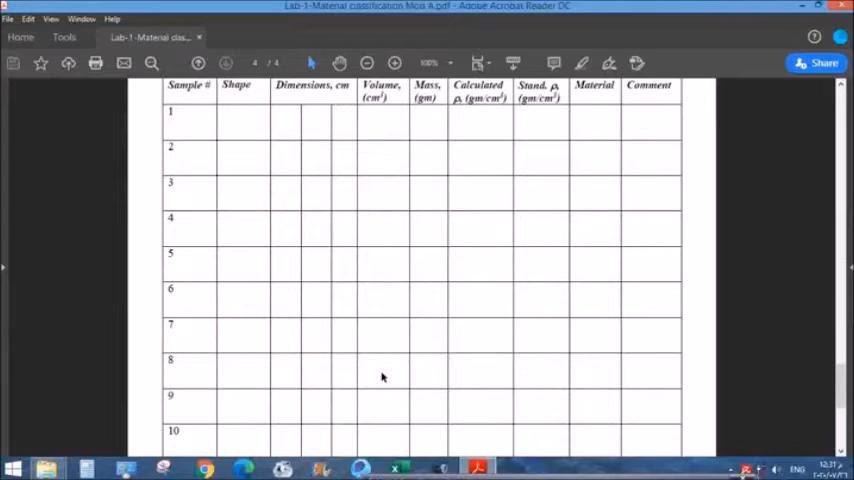 Lab-1-Material classification Mois A.pdf - Adobe Acrobat Reader DC
File Edit View Window Help
Home Tools Lab-1-Material clas... ×
4 / 4 100% Share
Sample # Shape Dimensions, cm Volume, (cm³) Mass, (gm) Calculated ρ, (gm/cm³) Stand. ρ, (gm/cm³) Material Comment
1
2
3
4
5
6
7
8
9
10
ENG